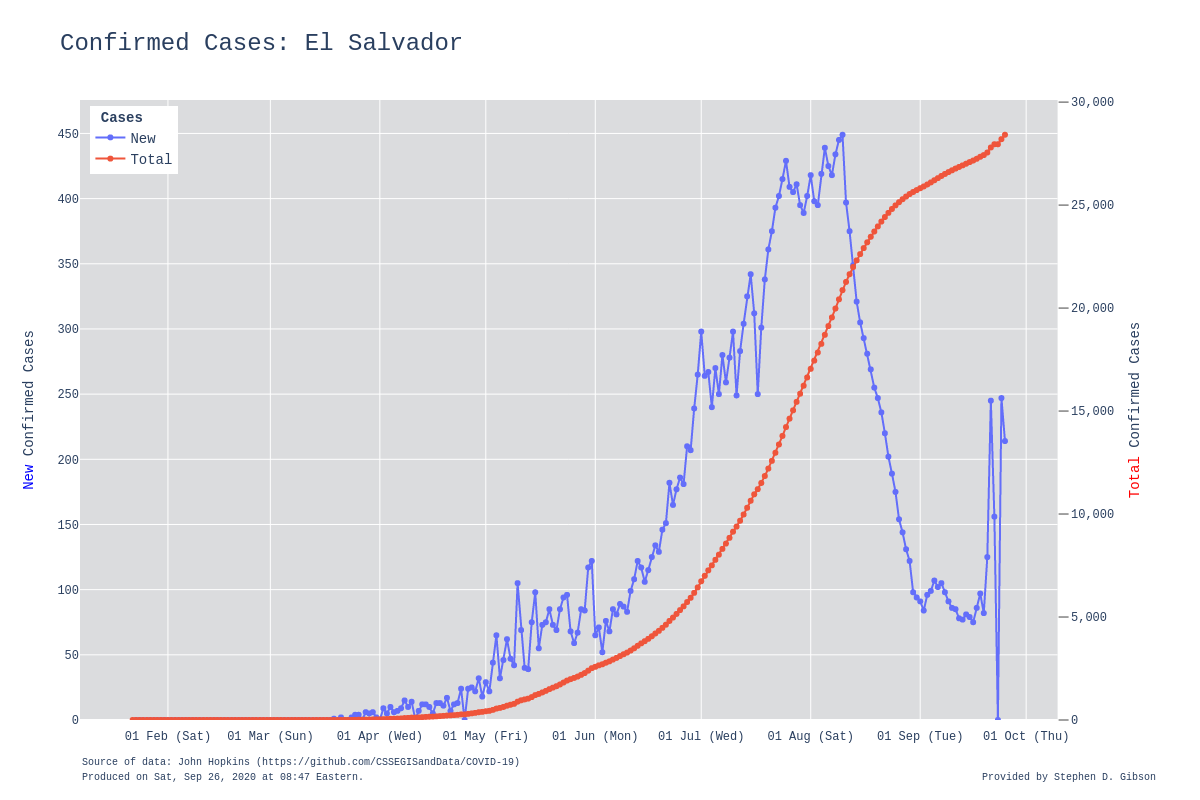 Confirmed Cases: El Salvador
Cases
New
Total
450
400
350
300
250
200
150
100
50
0
New Confirmed Cases
30,000
25,000
20,000
15,000
10,000
5,000
0
Total Confirmed Cases
01 Feb (Sat) 01 Mar (Sun) 01 Apr (Wed) 01 May (Fri) 01 Jun (Mon) 01 Jul (Wed) 01 Aug (Sat) 01 Sep (Tue) 01 Oct (Thu)
Source of data: John Hopkins (https://github.com/CSSEGISandData/COVID-19)
Produced on Sat, Sep 26, 2020 at 08:47 Eastern.
Provided by Stephen D. Gibson